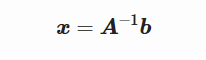 x = A⁻¹b